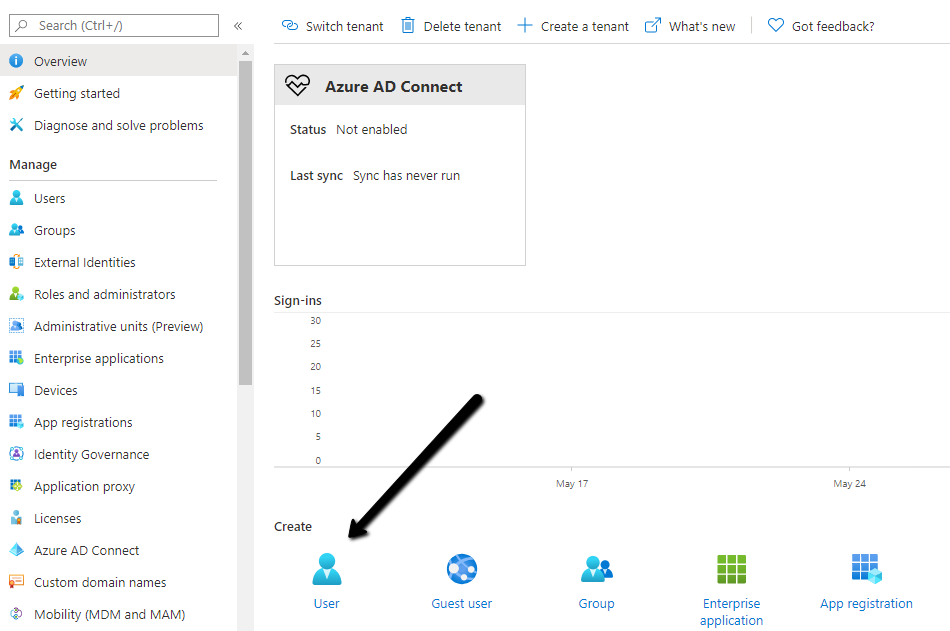 Search (Ctrl+/)
«
Switch tenant
Delete tenant
Create a tenant
What's new
Got feedback?
Overview
Getting started
Diagnose and solve problems
Manage
Users
Groups
External Identities
Roles and administrators
Administrative units (Preview)
Enterprise applications
Devices
App registrations
Identity Governance
Application proxy
Licenses
Azure AD Connect
Custom domain names
Mobility (MDM and MAM)
Azure AD Connect
Status Not enabled
Last sync Sync has never run
Sign-ins
30
25
20
15
10
5
0
May 17
May 24
Create
User
Guest user
Group
Enterprise
application
App registration